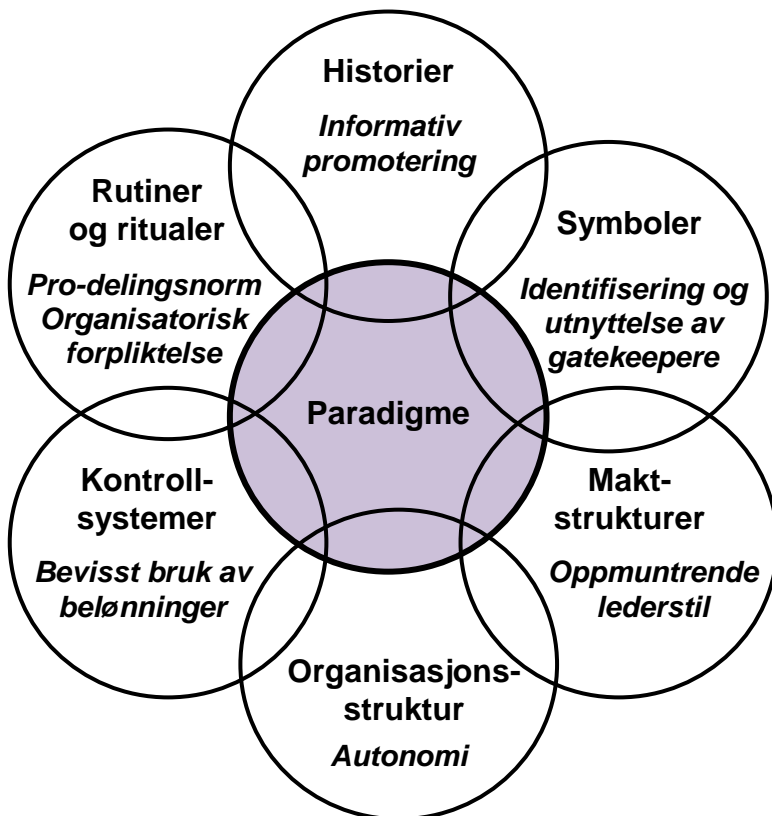 Historier
Informativ
promotering
Rutiner
og ritualer
Pro-delingsnorm
Organisatorisk
forpliktelse
Symboler
Identifisering og
utnyttelse av
gatekeepere
Paradigme
Kontroll-
systemer
Bevisst bruk av
belønninger
Makt-
strukturer
Oppmuntrende
lederstil
Organisasjons-
struktur
Autonomi